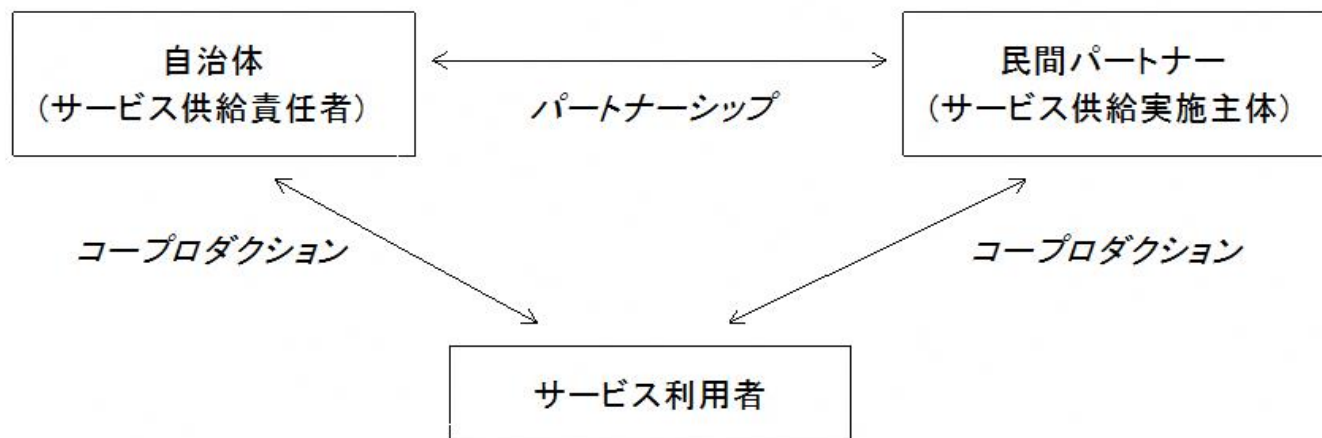 自治体
（サービス供給責任者）
パートナーシップ
民間パートナー
（サービス供給実施主体）
コープロダクション
コープロダクション
サービス利用者